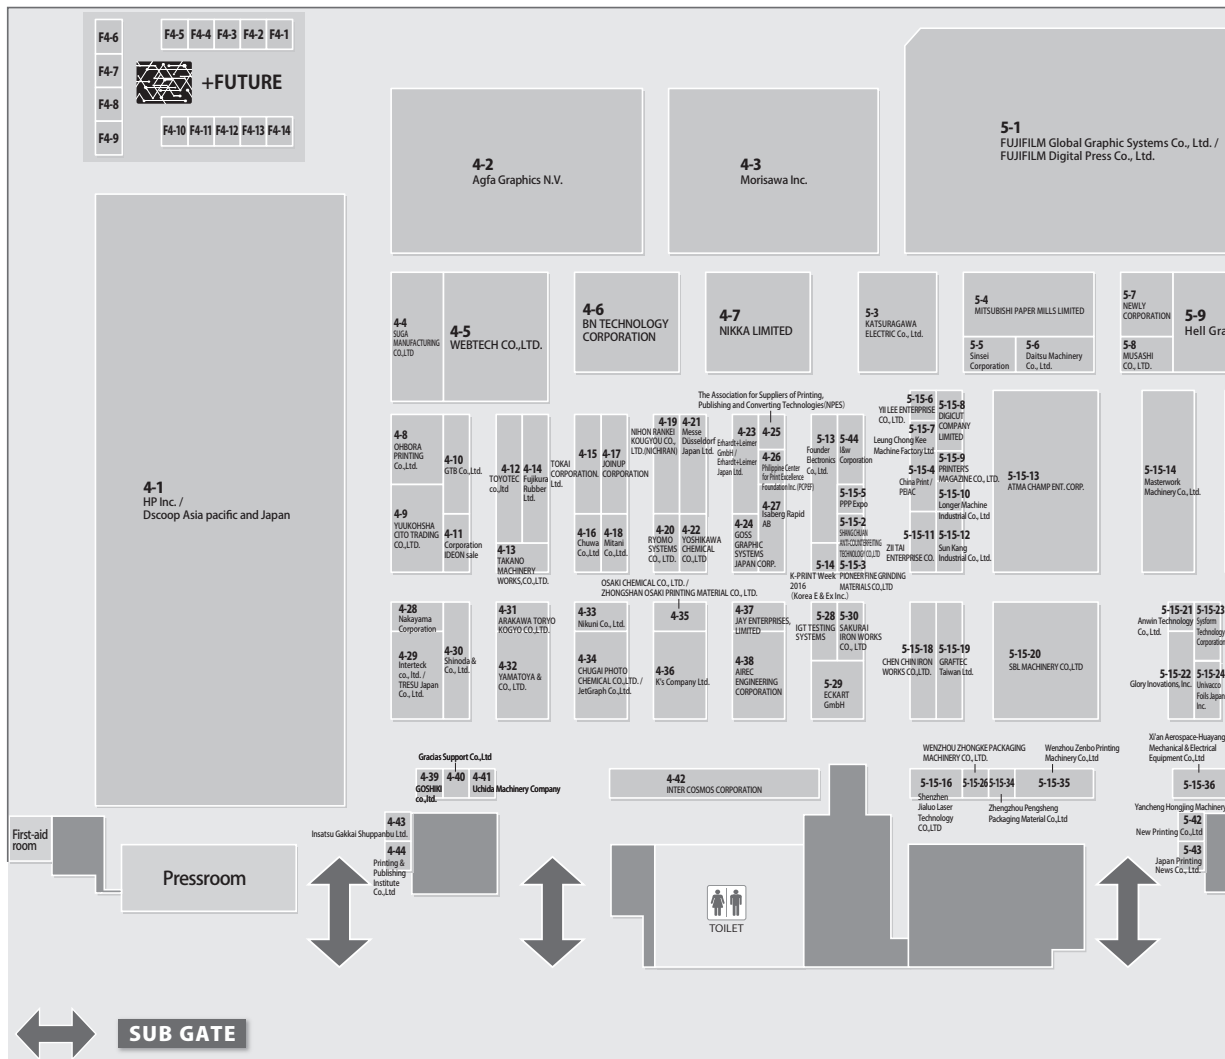 F4-6
F4-5 F4-4 F4-3 F4-2 F4-1
F4-7
F4-8
F4-9
+FUTURE
F4-10 F4-11 F4-12 F4-13 F4-14
4-1
HP Inc. /
Dscoop Asia pacific and Japan
4-2
Agfa Graphics N.V.
4-3
Morisawa Inc.
5-1
FUJIFILM Global Graphic Systems Co., Ltd. /
FUJIFILM Digital Press Co., Ltd.
4-4
SUGA
MANUFACTURING
CO.,LTD
4-5
WEBTECH CO.,LTD.
4-6
BN TECHNOLOGY
CORPORATION
4-7
NIKKA LIMITED
5-3
KATSURAGAWA
ELECTRIC Co., Ltd.
5-4
MITSUBISHI PAPER MILLS LIMITED
5-5
Sinsei
Corporation
5-6
Daitsu Machinery
Co., Ltd.
5-7
NEWLY
CORPORATION
5-8
MUSASHI
CO., LTD.
5-9
Hell Gra
4-8
OHBORA
PRINTING
Co.,Ltd.
4-9
YUUKOHSHA
CITO TRADING
CO.,LTD.
4-10
GTB Co.,Ltd.
4-11
Corporation
IDEON sale
4-12
TOYOTEC
co.,ltd
4-14
Fujikura
Rubber
Ltd.
4-13
TAKANO
MACHINERY
WORKS,CO.,LTD.
4-15
TOKAI
CORPORATION.
Ltd.
4-17
JOINUP
CORPORATION
4-16
Chuwa
Co.,Ltd
4-18
Mitani
Co.,Ltd.
4-19
NIHON RANKEI
KOUGYOU CO.,
LTD.(NICHIRAN)
4-21
Messe
Düsseldorf
Japan Ltd.
4-20
RYOMO
SYSTEMS
CO., LTD.
4-22
YOSHIKAWA
CHEMICAL
CO.,LTD
The Association for Suppliers of Printing,
Publishing and Converting Technologies(NPES)
4-23
Erhardt+Leimer
GmbH /
Erhardt+Leimer
Japan Ltd.
4-25
4-26
Philippine Center
for Print Excellence
Foundation Inc. (PCPEF)
4-27
Isaberg Rapid
AB
4-24
GOSS
GRAPHIC
SYSTEMS
JAPAN CORP.
5-13
Founder
Electronics
Co., Ltd.
5-44
I&w
Corporation
5-15-5
PPP Expo
5-15-2
SHINGCHUAN
ANTI-COUNTERFEITING
TECHNOLOGY CO.,LTD
5-14
K-PRINT Week
2016
(Korea E & Ex Inc.)
5-15-3
PIONEER FINE GRINDING
MATERIALS CO.,LTD
5-15-6
YII LEE ENTERPRISE
CO., LTD.
5-15-7
Leung Chong Kee
Machine Factory Ltd
5-15-4
China Print /
PEIAC
5-15-11
ZII TAI
ENTERPRISE CO.
5-15-8
DIGICUT
COMPANY
LIMITED
5-15-9
PRINTER'S
MAGAZINE CO., LTD.
5-15-10
Longer Machine
Industrial Co., Ltd
5-15-12
Sun Kang
Industrial Co., Ltd.
5-15-13
ATMA CHAMP ENT. CORP.
5-15-14
Masterwork
Machinery Co., Ltd.
OSAKI CHEMICAL CO., LTD. /
ZHONGSHAN OSAKI PRINTING MATERIAL CO., LTD.
4-28
Nakayama
Corporation
4-29
Interteck
co., ltd. /
TRESU Japan
Co., Ltd.
4-30
Shinoda &
Co., Ltd.
4-31
ARAKAWA TORYO
KOGYO CO.,LTD.
4-32
YAMATOYA &
CO., LTD.
4-33
Nikuni Co., Ltd.
4-34
CHUGAI PHOTO
CHEMICAL CO.,LTD. /
JetGraph Co.,Ltd.
4-35
4-36
K's Company Ltd.
4-37
JAY ENTERPRISES,
LIMITED
4-38
AIREC
ENGINEERING
CORPORATION
5-28
IGT TESTING
SYSTEMS
5-30
SAKURAI
IRON WORKS
CO., LTD
5-29
ECKART
GmbH
5-15-18
CHEN CHIN IRON
WORKS CO.,LTD.
5-15-19
GRAFTEC
Taiwan Ltd.
5-15-20
SBL MACHINERY CO.,LTD
5-15-21
Anwin Technology
Co., Ltd.
5-15-23
Sysform
Technology
Corporation
5-15-22
Glory Inovations, Inc.
5-15-24
Univacco
Foils Japan
Inc.
Gracias Support Co.,Ltd
4-39
GOSHIKI
co.,ltd.
4-40
4-41
Uchida Machinery Company
4-42
INTER COSMOS CORPORATION
WENZHOU ZHONGKE PACKAGING
MACHINERY CO., LTD.
Wenzhou Zenbo Printing
Machinery Co.,Ltd
5-15-16
Shenzhen
Jialuo Laser
Technology
CO.,LTD
5-15-26
5-15-34
Zhengzhou Pengsheng
Packaging Material Co.,Ltd
5-15-35
Xi'an Aerospace-Huayang
Mechanical & Electrical
Equipment Co.,Ltd
5-15-36
Yancheng Hongjing Machinery
5-42
New Printing Co.,Ltd
5-43
Japan Printing
News Co., Ltd.
4-43
Insatsu Gakkai Shuppanbu Ltd.
4-44
Printing &
Publishing
Institute
Co.,Ltd
First-aid
room
Pressroom
TOILET
SUB GATE